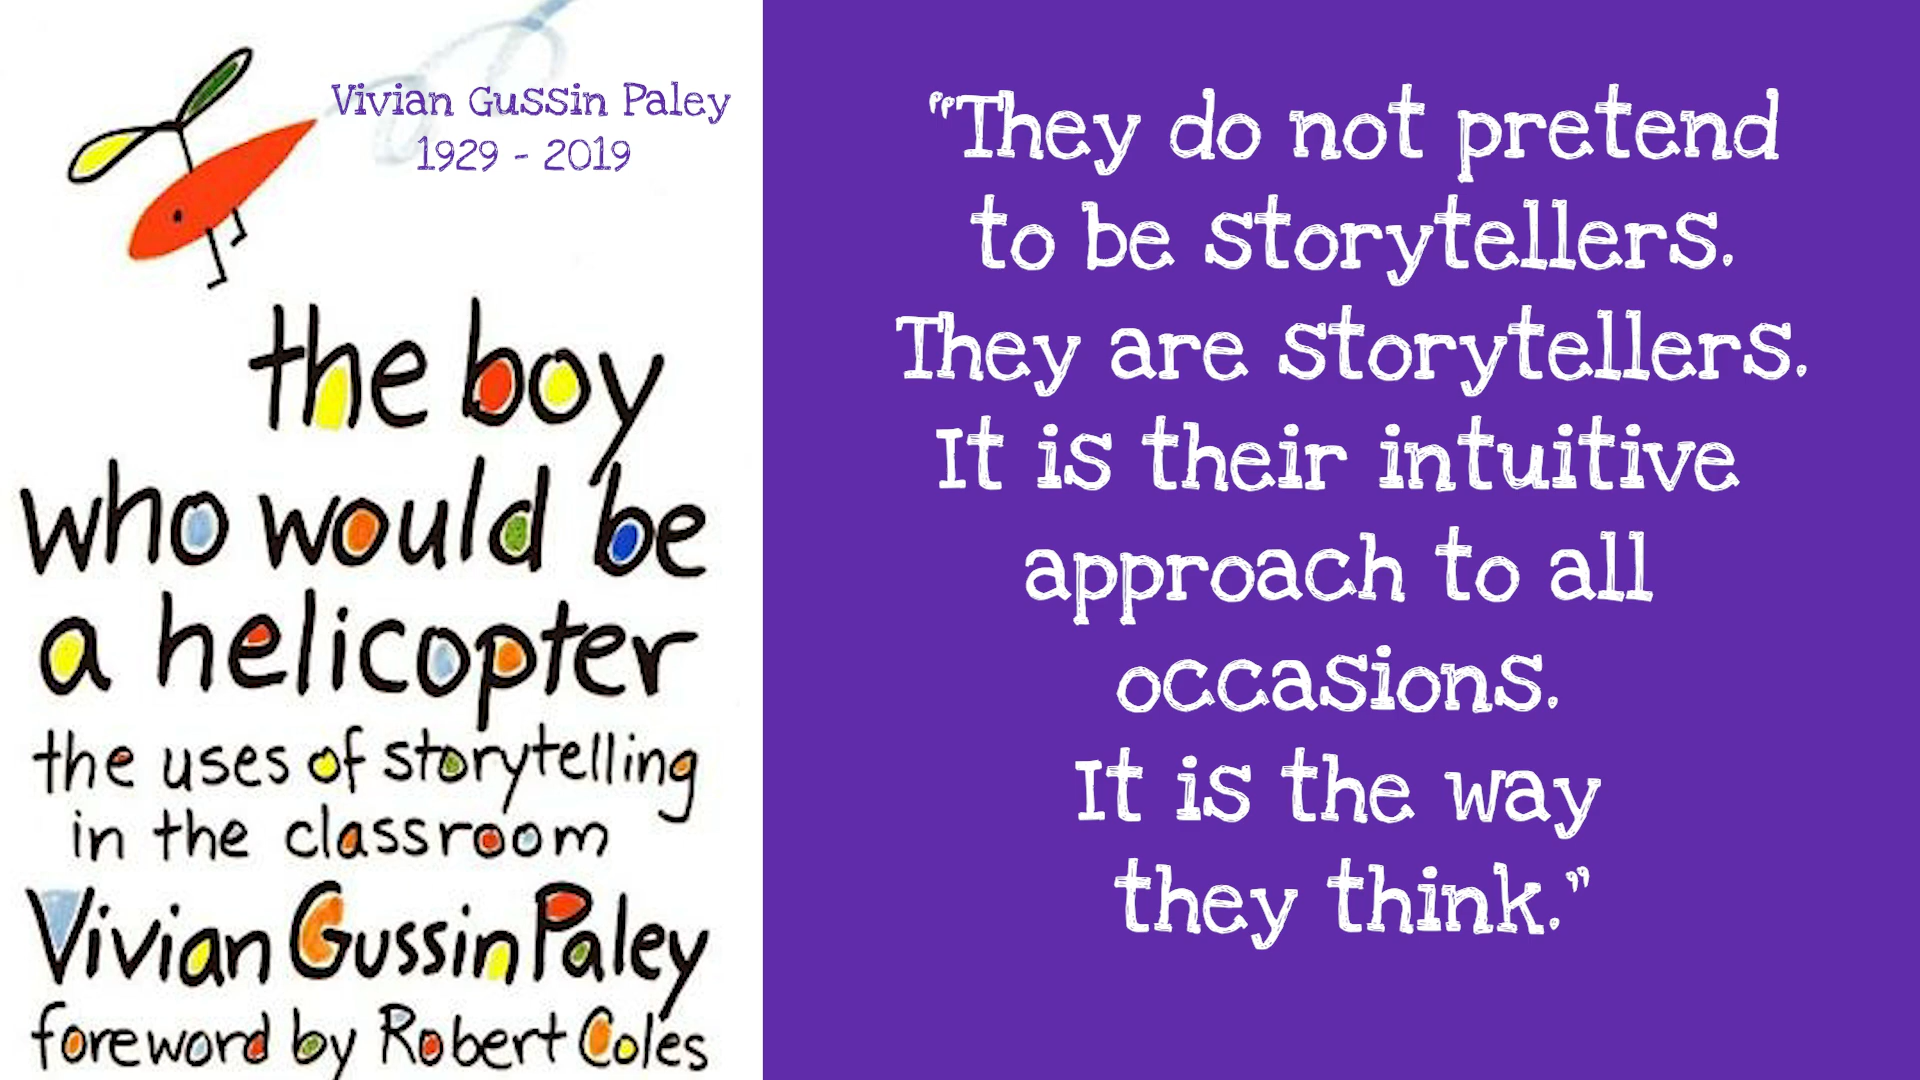 Vivian Gussin Paley
1929 - 2019
the boy
who would be
a helicopter
the uses of storytelling
in the classroom
Vivian Gussin Paley
foreword by Robert Coles
"They do not pretend
to be storytellers.
They are storytellers.
It is their intuitive
approach to all
occasions.
It is the way
they think."